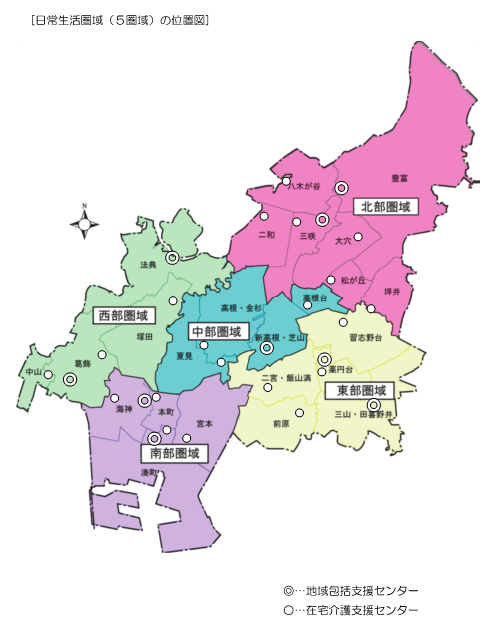 ［日常生活圏域（５圏域）の位置図］
豊富
八木が谷
北部圏域
N
二和
三咲
大穴
法典
松が丘
坪井
高根台
高根・金杉
西部圏域
中部圏域
塚田
新高根・芝山
習志野台
夏見
葛飾
中山
薬円台
二宮・飯山満
東部圏域
海神
本町
三山・田喜野井
宮本
前原
南部圏域
湊町
◎…地域包括支援センター
○…在宅介護支援センター